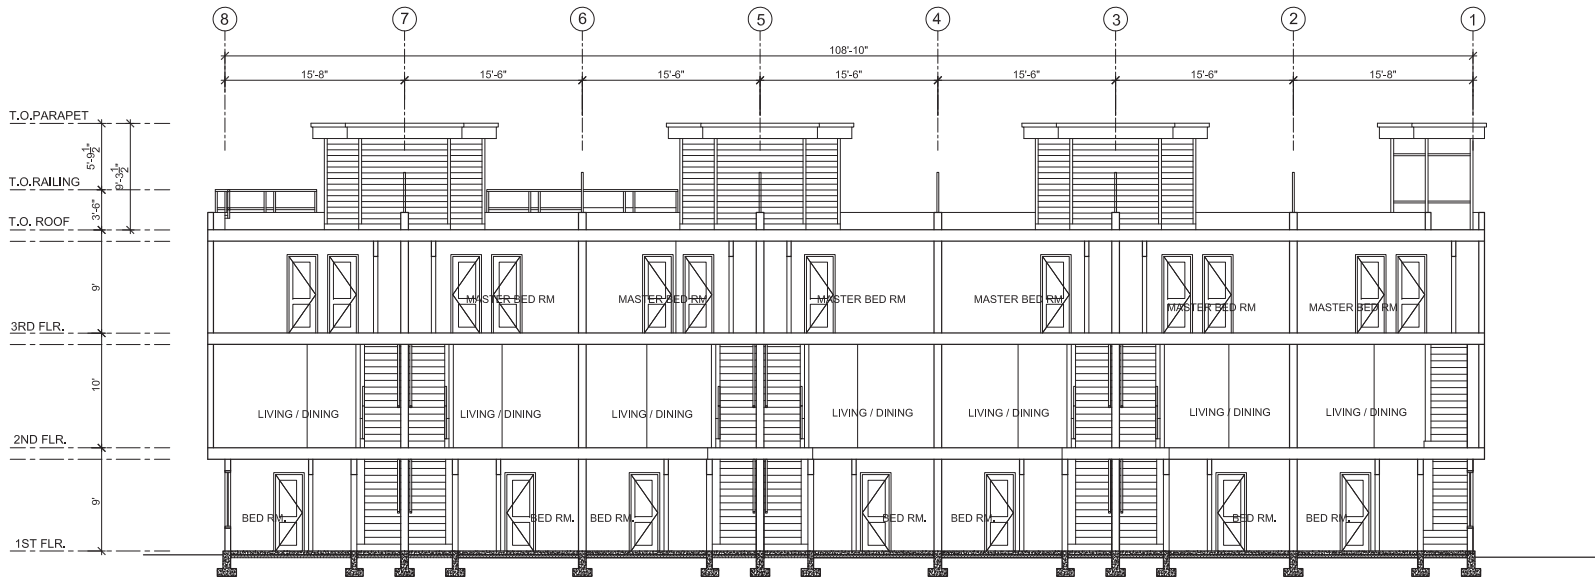 8 7 6 5 4 3 2 1
108'-10"
15'-8" 15'-6" 15'-6" 15'-6" 15'-6" 15'-6" 15'-8"
T.O.PARAPET
5'-9 1/2"
9'-3 1/2"
T.O.RAILING
3'-6"
T.O. ROOF
9'
MASTER BED RM MASTER BED RM MASTER BED RM MASTER BED RM MASTER BED RM MASTER BED RM
3RD FLR.
10'
LIVING / DINING LIVING / DINING LIVING / DINING LIVING / DINING LIVING / DINING LIVING / DINING LIVING / DINING
2ND FLR.
9'
BED RM. BED RM. BED RM. BED RM. BED RM. BED RM. BED RM.
1ST FLR.